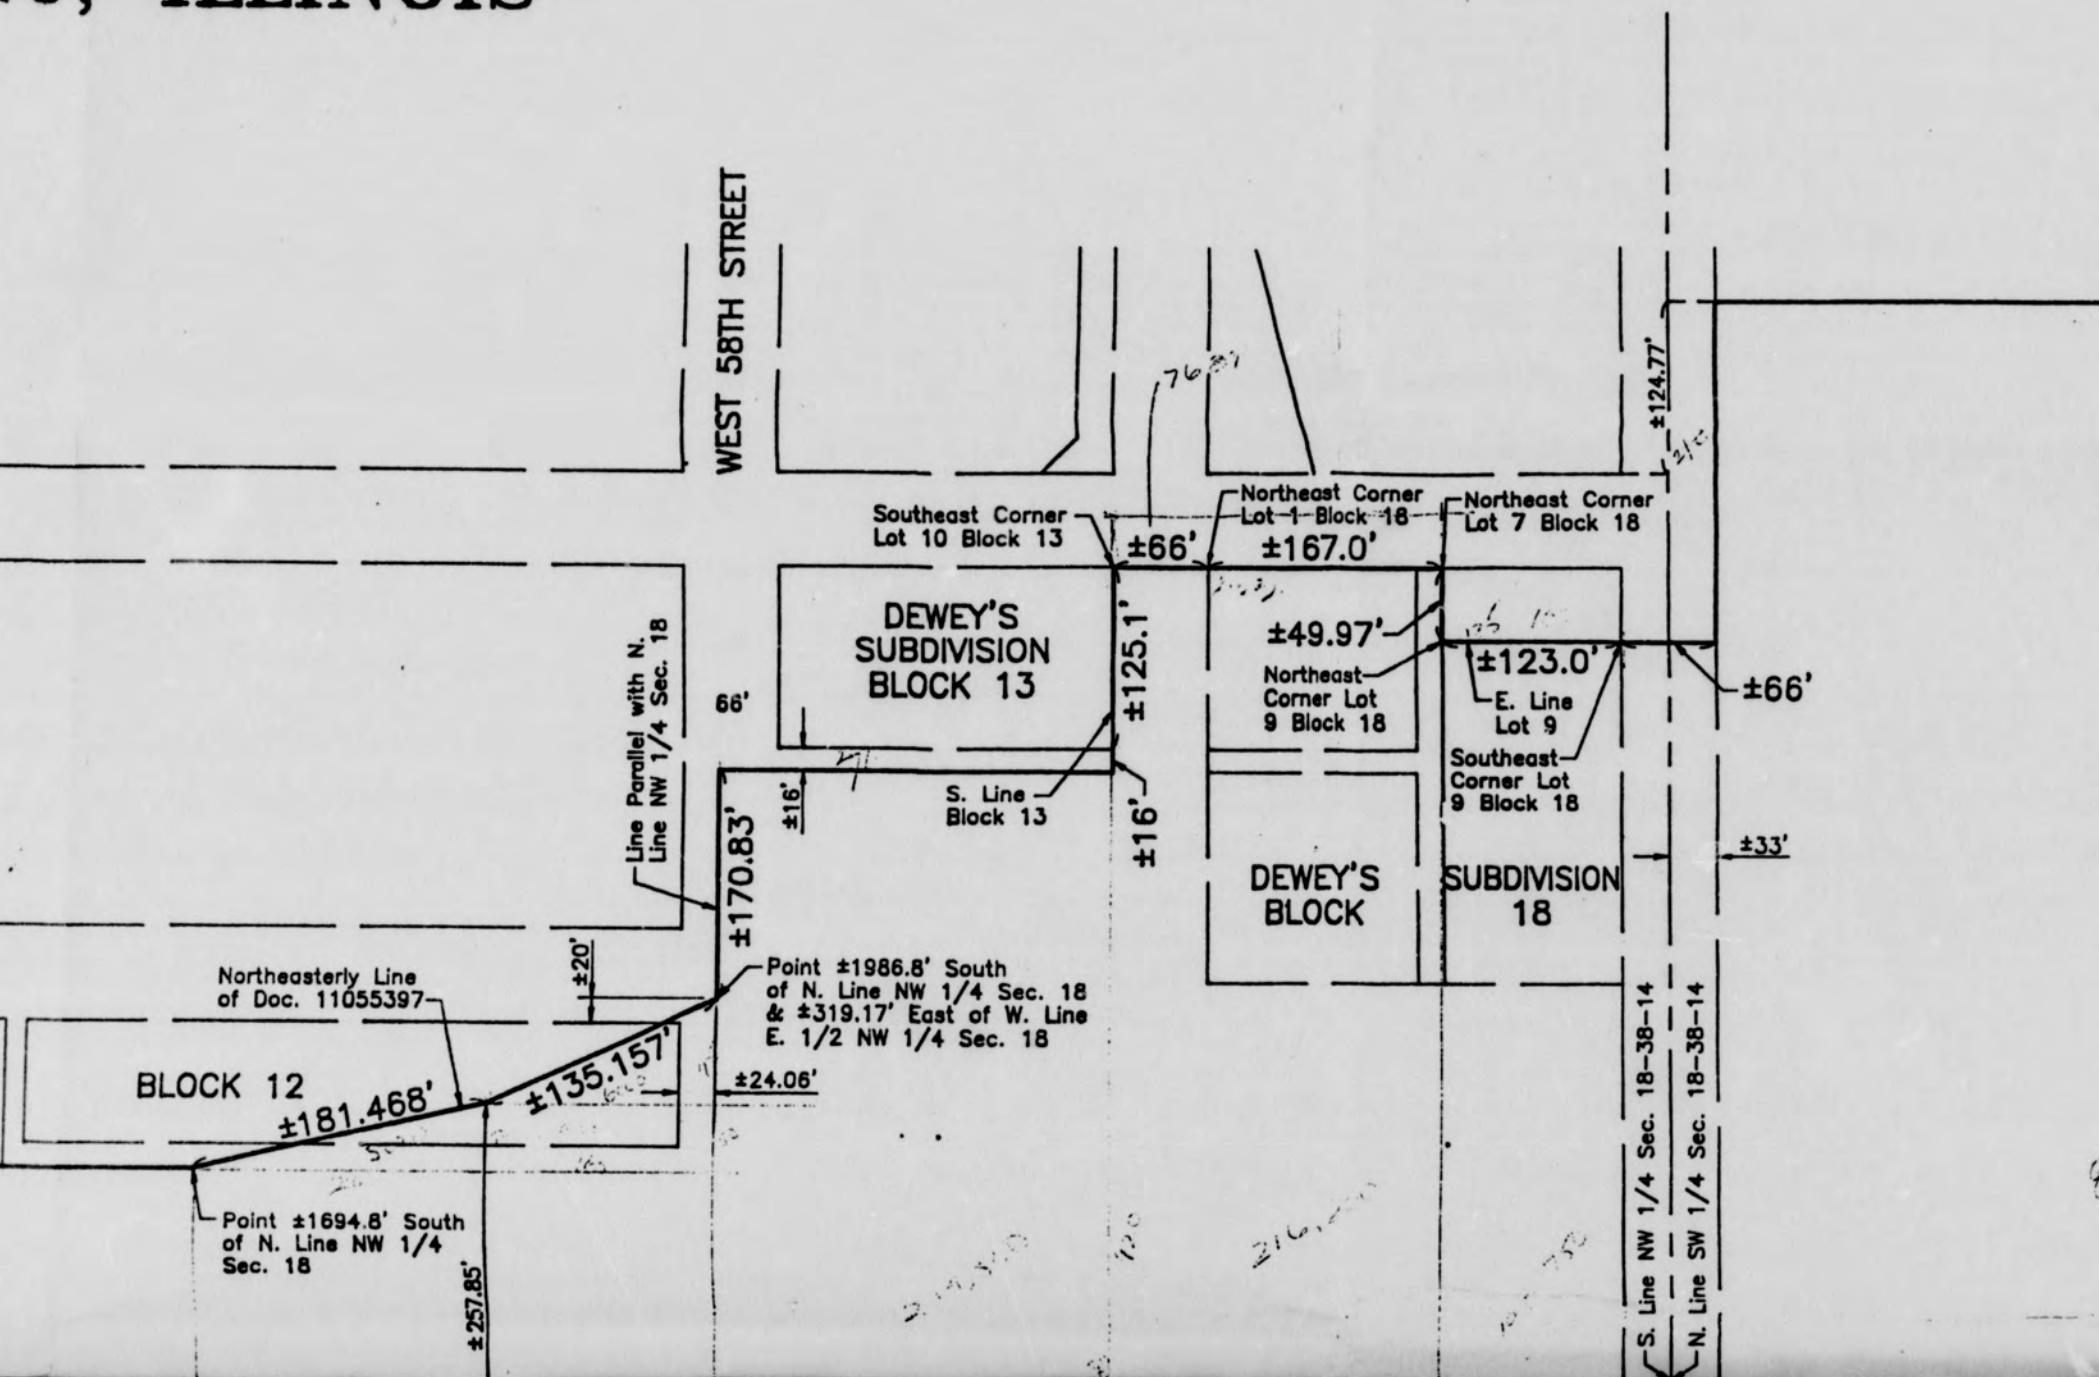 ILLINOIS
WEST 58TH STREET
±124.77'
Southeast Corner
Lot 10 Block 13
Northeast Corner
Lot 1 Block 18
Northeast Corner
Lot 7 Block 18
±66'
±167.0'
DEWEY'S
SUBDIVISION
BLOCK 13
±125.1'
±49.97'
Northeast
Corner Lot
9 Block 18
±123.0'
E. Line
Lot 9
±66'
Southeast
Corner Lot
9 Block 18
Line Parallel with N.
Line NW 1/4 Sec. 18
66'
±16'
S. Line
Block 13
±16'
±170.83'
±33'
DEWEY'S
BLOCK
SUBDIVISION
18
Northeasterly Line
of Doc. 11055397
±20'
Point ±1986.8' South
of N. Line NW 1/4 Sec. 18
& ±319.17' East of W. Line
E. 1/2 NW 1/4 Sec. 18
BLOCK 12
±181.468'
±135.157'
±24.06'
Point ±1694.8' South
of N. Line NW 1/4
Sec. 18
±257.85'
S. Line NW 1/4 Sec. 18-38-14
N. Line SW 1/4 Sec. 18-38-14